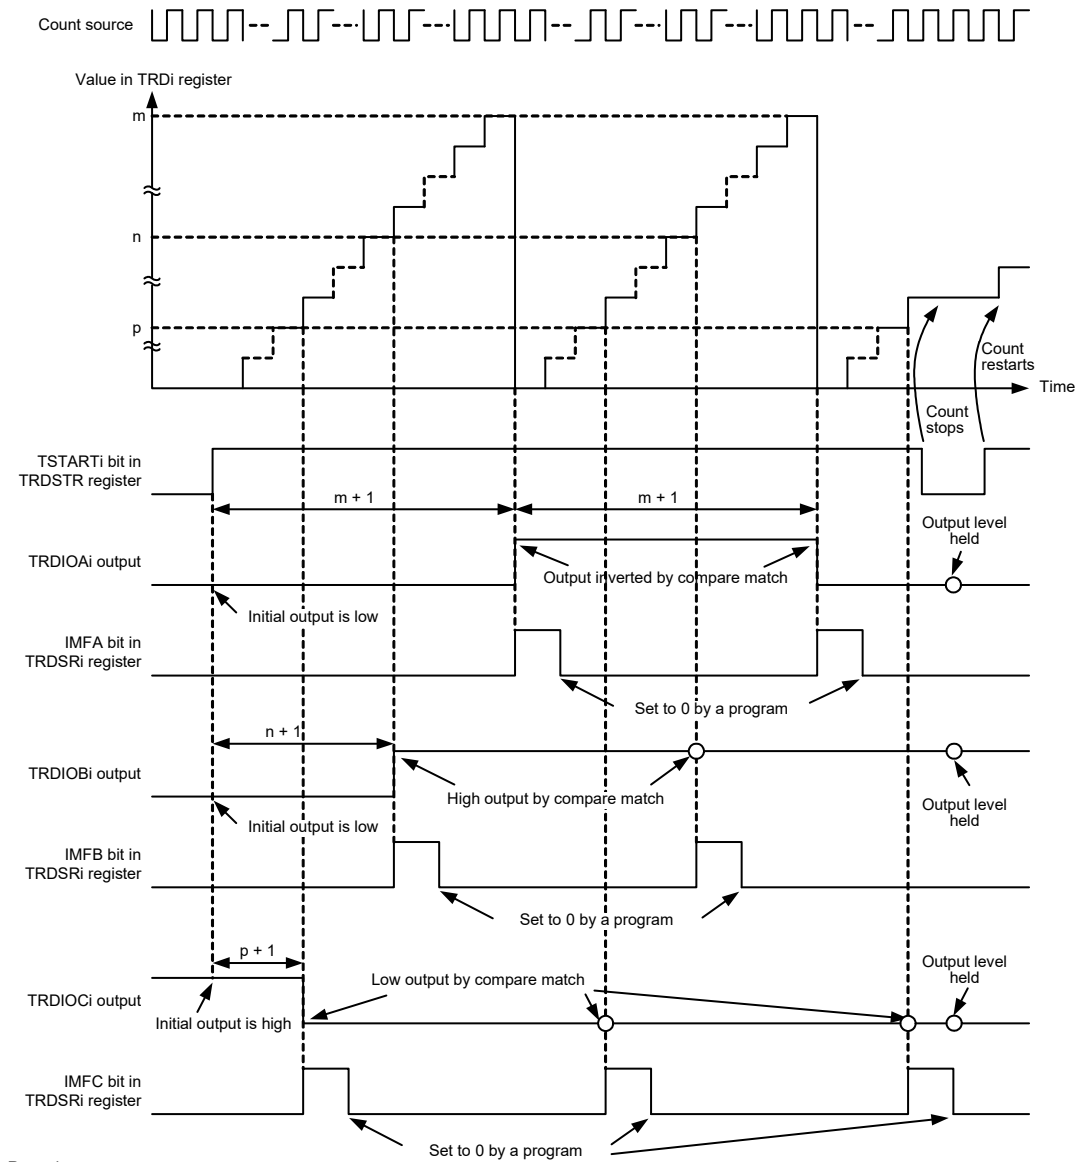 Count source
Value in TRDi register
m
n
p
Count
restarts
Time
Count
stops
TSTARTi bit in
TRDSTR register
m + 1
m + 1
Output level
held
TRDIOAi output
Output inverted by compare match
Initial output is low
IMFA bit in
TRDSRi register
Set to 0 by a program
n + 1
TRDIOBi output
High output by compare match
Output level
held
Initial output is low
IMFB bit in
TRDSRi register
Set to 0 by a program
p + 1
Low output by compare match
Output level
held
TRDIOCi output
Initial output is high
IMFC bit in
TRDSRi register
Set to 0 by a program